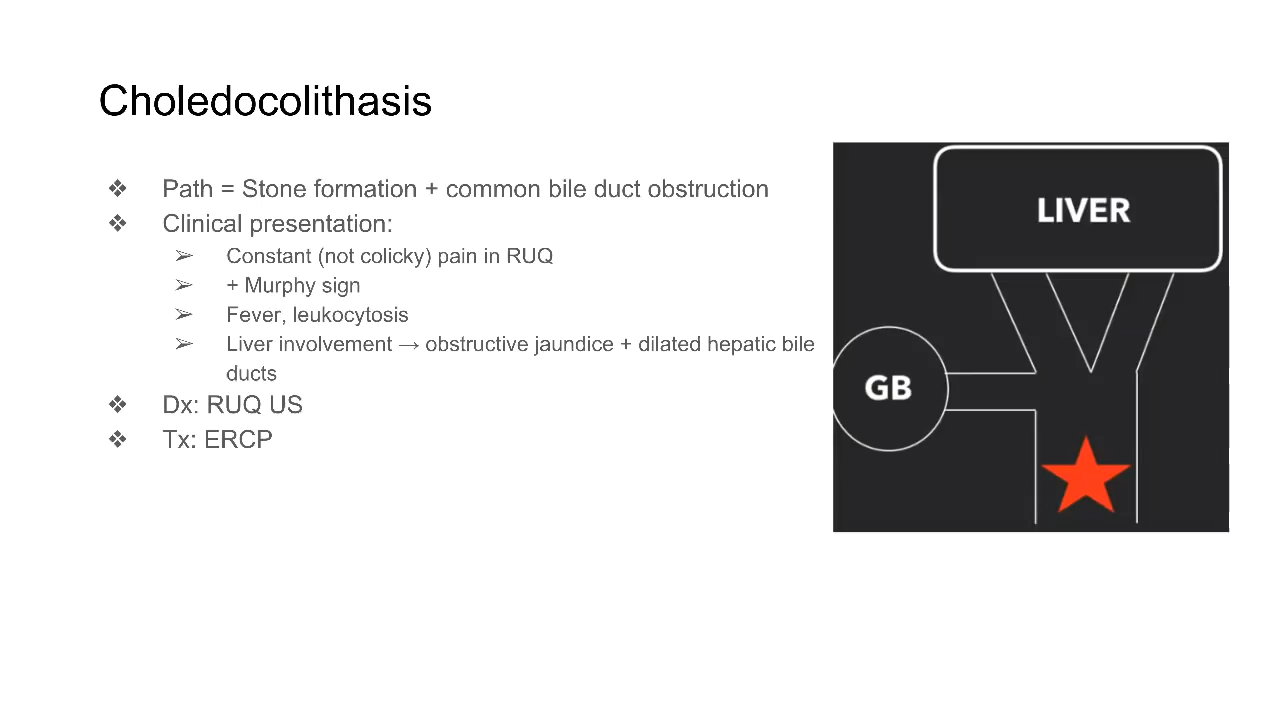 Choledocolithasis
❖ Path = Stone formation + common bile duct obstruction
❖ Clinical presentation:
➢ Constant (not colicky) pain in RUQ
➢ + Murphy sign
➢ Fever, leukocytosis
➢ Liver involvement → obstructive jaundice + dilated hepatic bile
ducts
❖ Dx: RUQ US
❖ Tx: ERCP
LIVER
GB